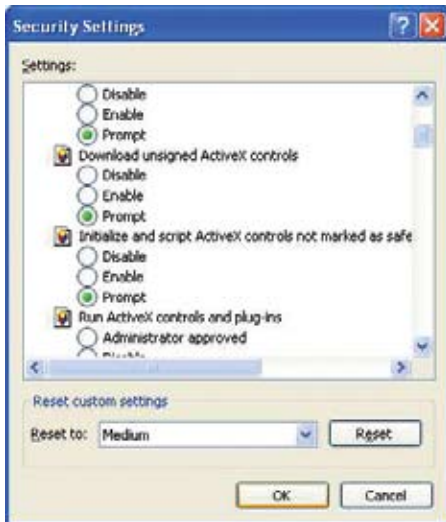 Security Settings
Settings:
Disable
Enable
Prompt
Download unsigned ActiveX controls
Disable
Enable
Prompt
Initialize and script ActiveX controls not marked as safe
Disable
Enable
Prompt
Run ActiveX controls and plug-ins
Administrator approved
Disable
Reset custom settings
Reset to:
Medium
Reset
OK
Cancel